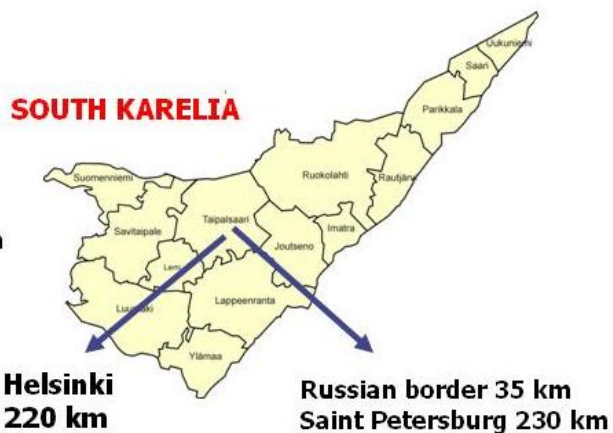 SOUTH KARELIA
Uukuniemi
Saari
Parikkala
Ruokolahti
Rautjärvi
Suomenniemi
Taipalsaari
Savitaipale
Imatra
Joutseno
Lemi
Lappeenranta
Luumäki
Ylämaa
Helsinki
220 km
Russian border 35 km
Saint Petersburg 230 km